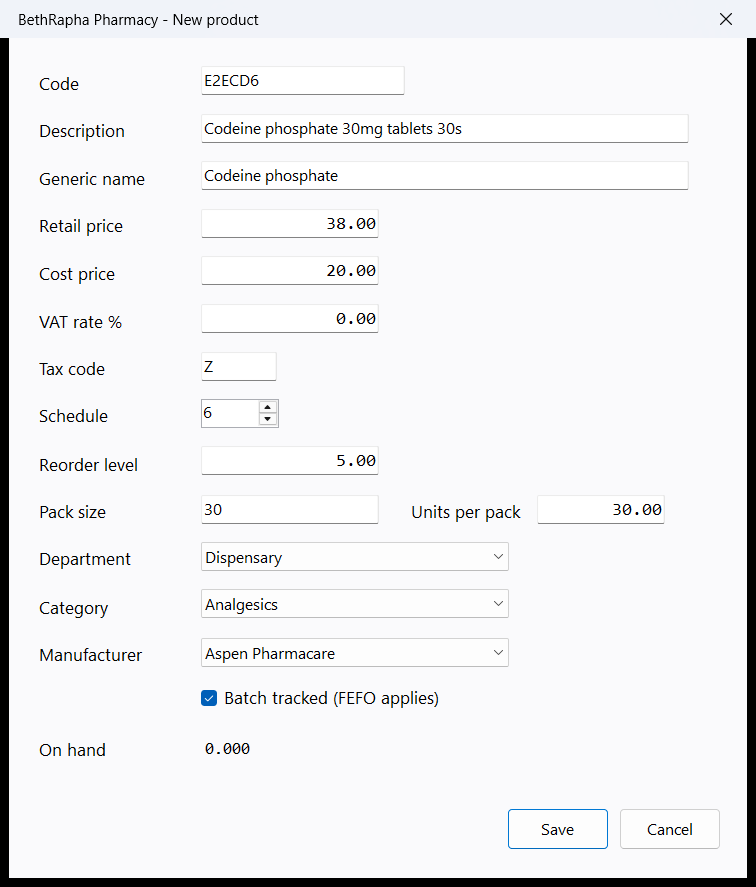 BethRapha Pharmacy - New product
Code E2ECD6
Description Codeine phosphate 30mg tablets 30s
Generic name Codeine phosphate
Retail price 38.00
Cost price 20.00
VAT rate % 0.00
Tax code Z
Schedule 6
Reorder level 5.00
Pack size 30 Units per pack 30.00
Department Dispensary
Category Analgesics
Manufacturer Aspen Pharmacare
Batch tracked (FEFO applies)
On hand 0.000
Save Cancel